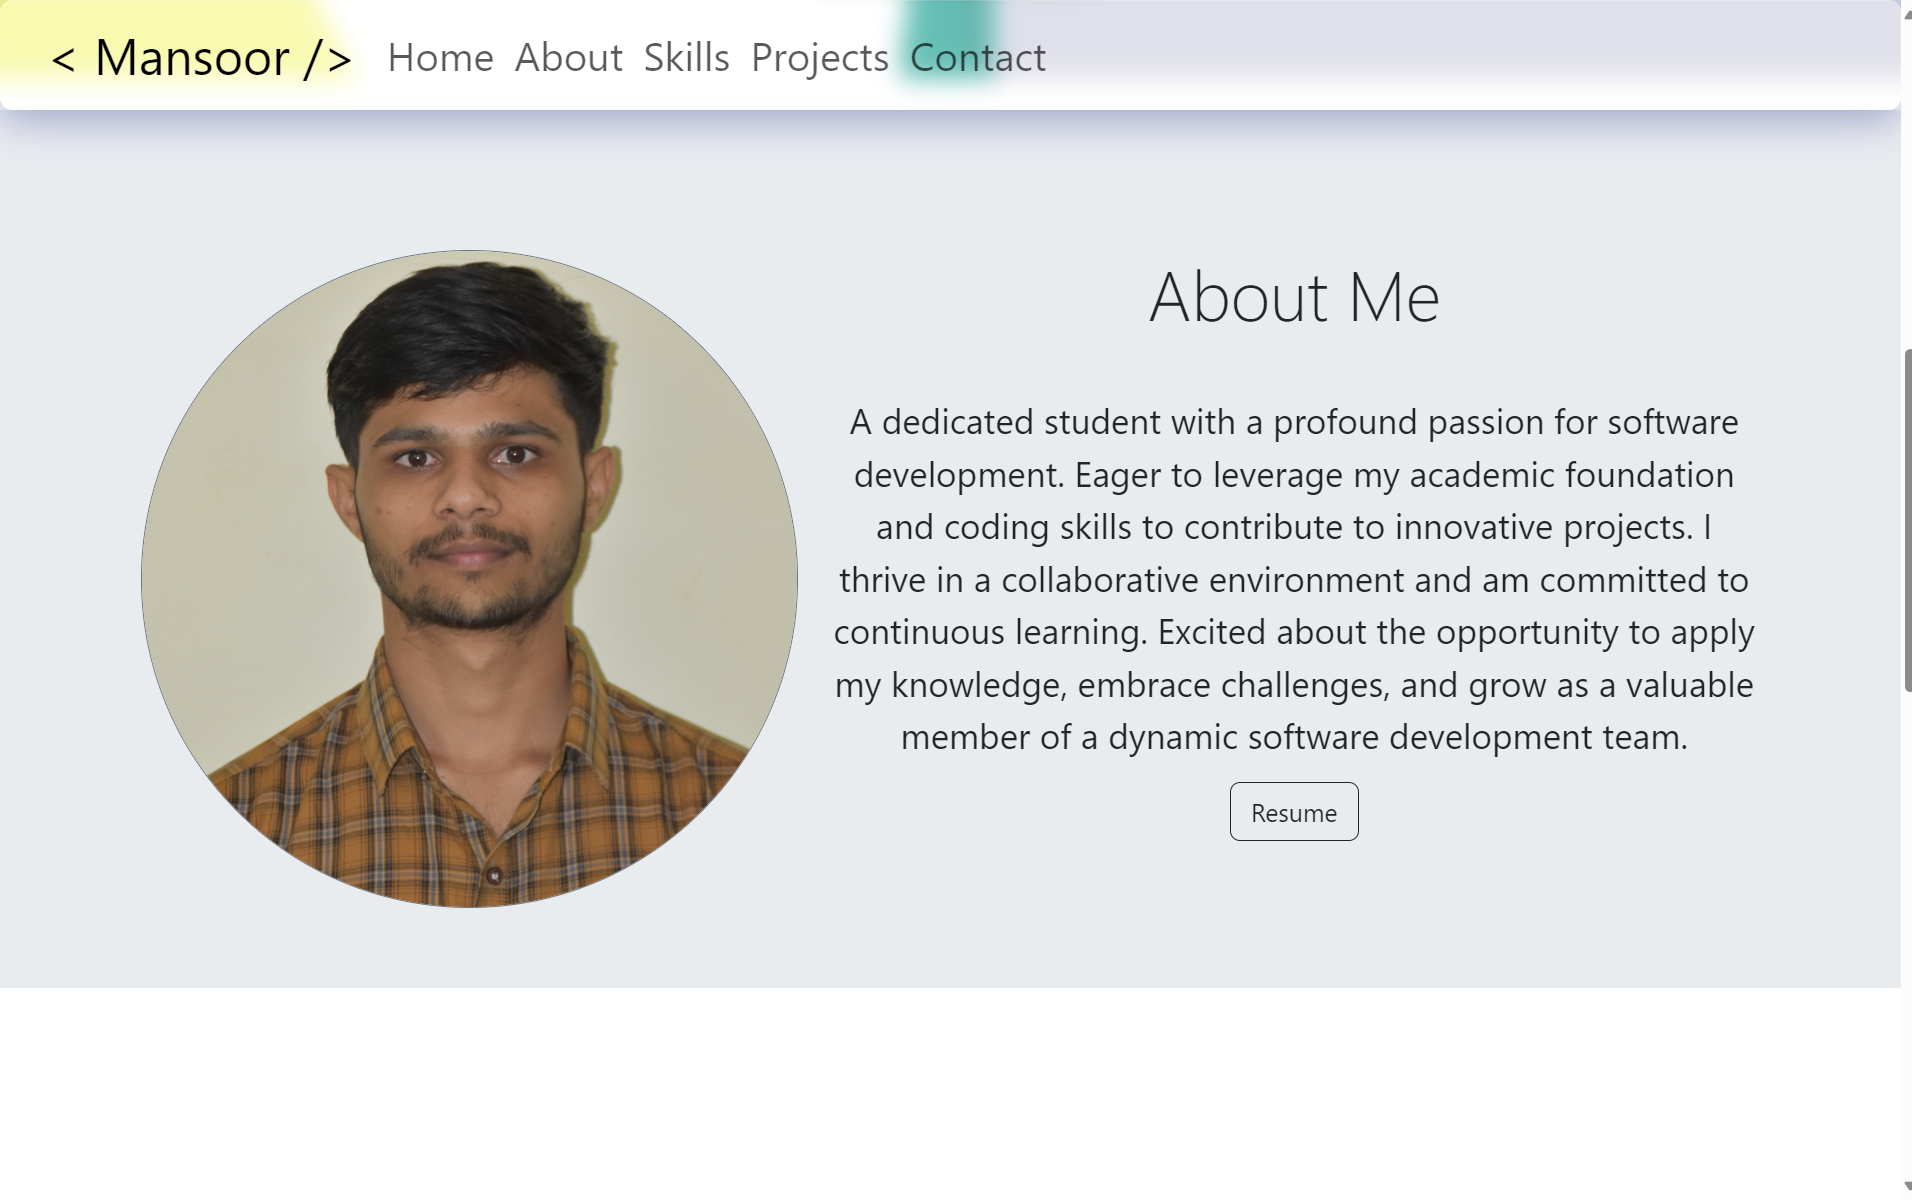 < Mansoor /> Home About Skills Projects Contact
About Me
A dedicated student with a profound passion for software
development. Eager to leverage my academic foundation
and coding skills to contribute to innovative projects. I
thrive in a collaborative environment and am committed to
continuous learning. Excited about the opportunity to apply
my knowledge, embrace challenges, and grow as a valuable
member of a dynamic software development team.
Resume